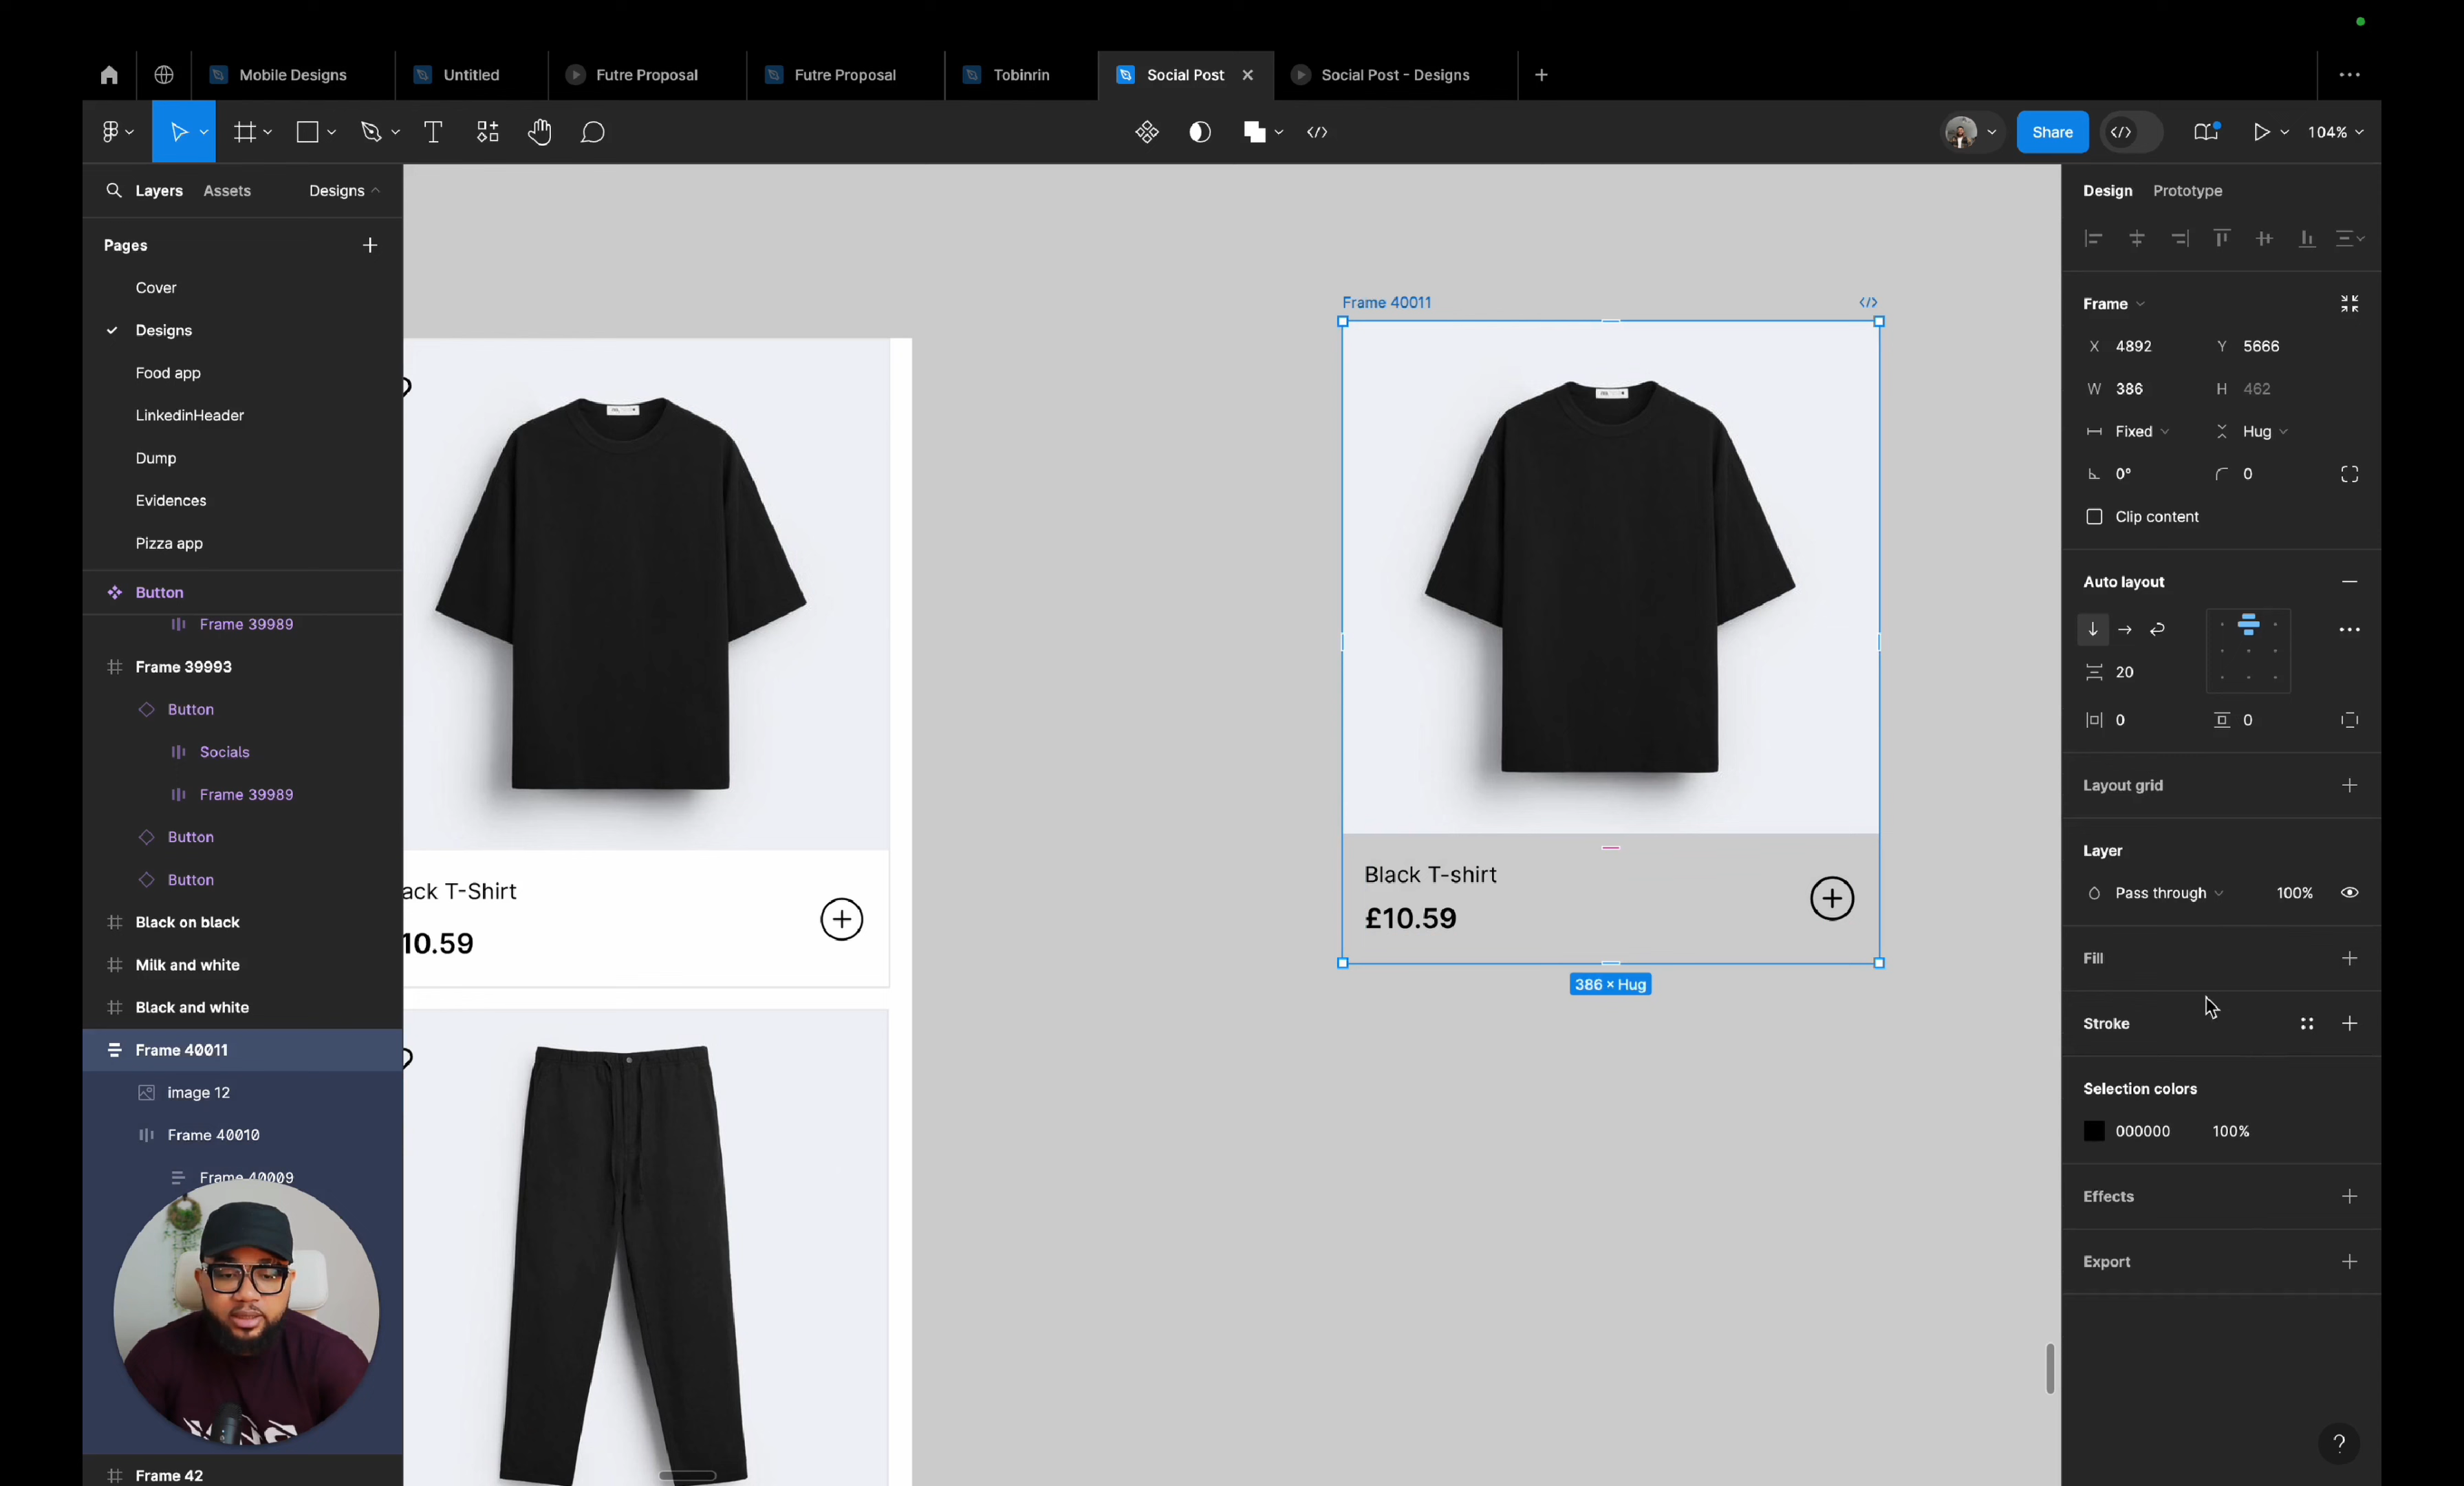 Mobile Designs
Untitled
Futre Proposal
Futre Proposal
Tobinrin
Social Post
Social Post - Designs
Share
104%
Layers
Assets
Designs
Pages
Cover
Designs
Food app
LinkedinHeader
Dump
Evidences
Pizza app
Button
Frame 39989
Frame 39993
Button
Socials
Frame 39989
Button
Button
Black on black
Milk and white
Black and white
Frame 40011
image 12
Frame 40010
Frame 40009
Frame 42
ack T-Shirt
10.59
Frame 40011
Black T-shirt
£10.59
386 × Hug
Design
Prototype
Frame
X 4892
Y 5666
W 386
H 462
Fixed
Hug
0°
0
Clip content
Auto layout
20
0
0
Layout grid
Layer
Pass through
100%
Fill
Stroke
Selection colors
000000
100%
Effects
Export
?